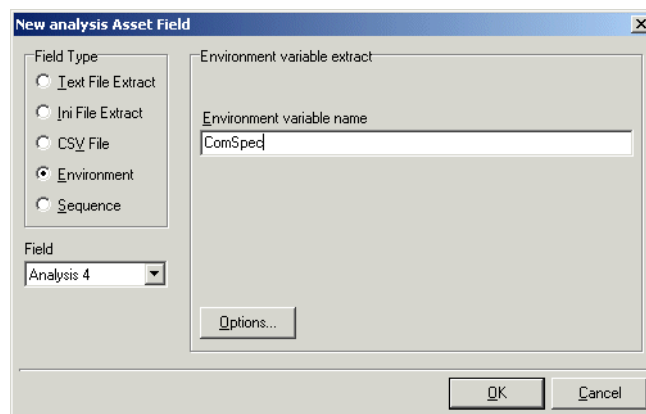 New analysis Asset Field
Field Type
Text File Extract
Ini File Extract
CSV File
Environment
Sequence
Field
Analysis 4
Environment variable extract
Environment variable name
ComSpec
Options...
OK
Cancel